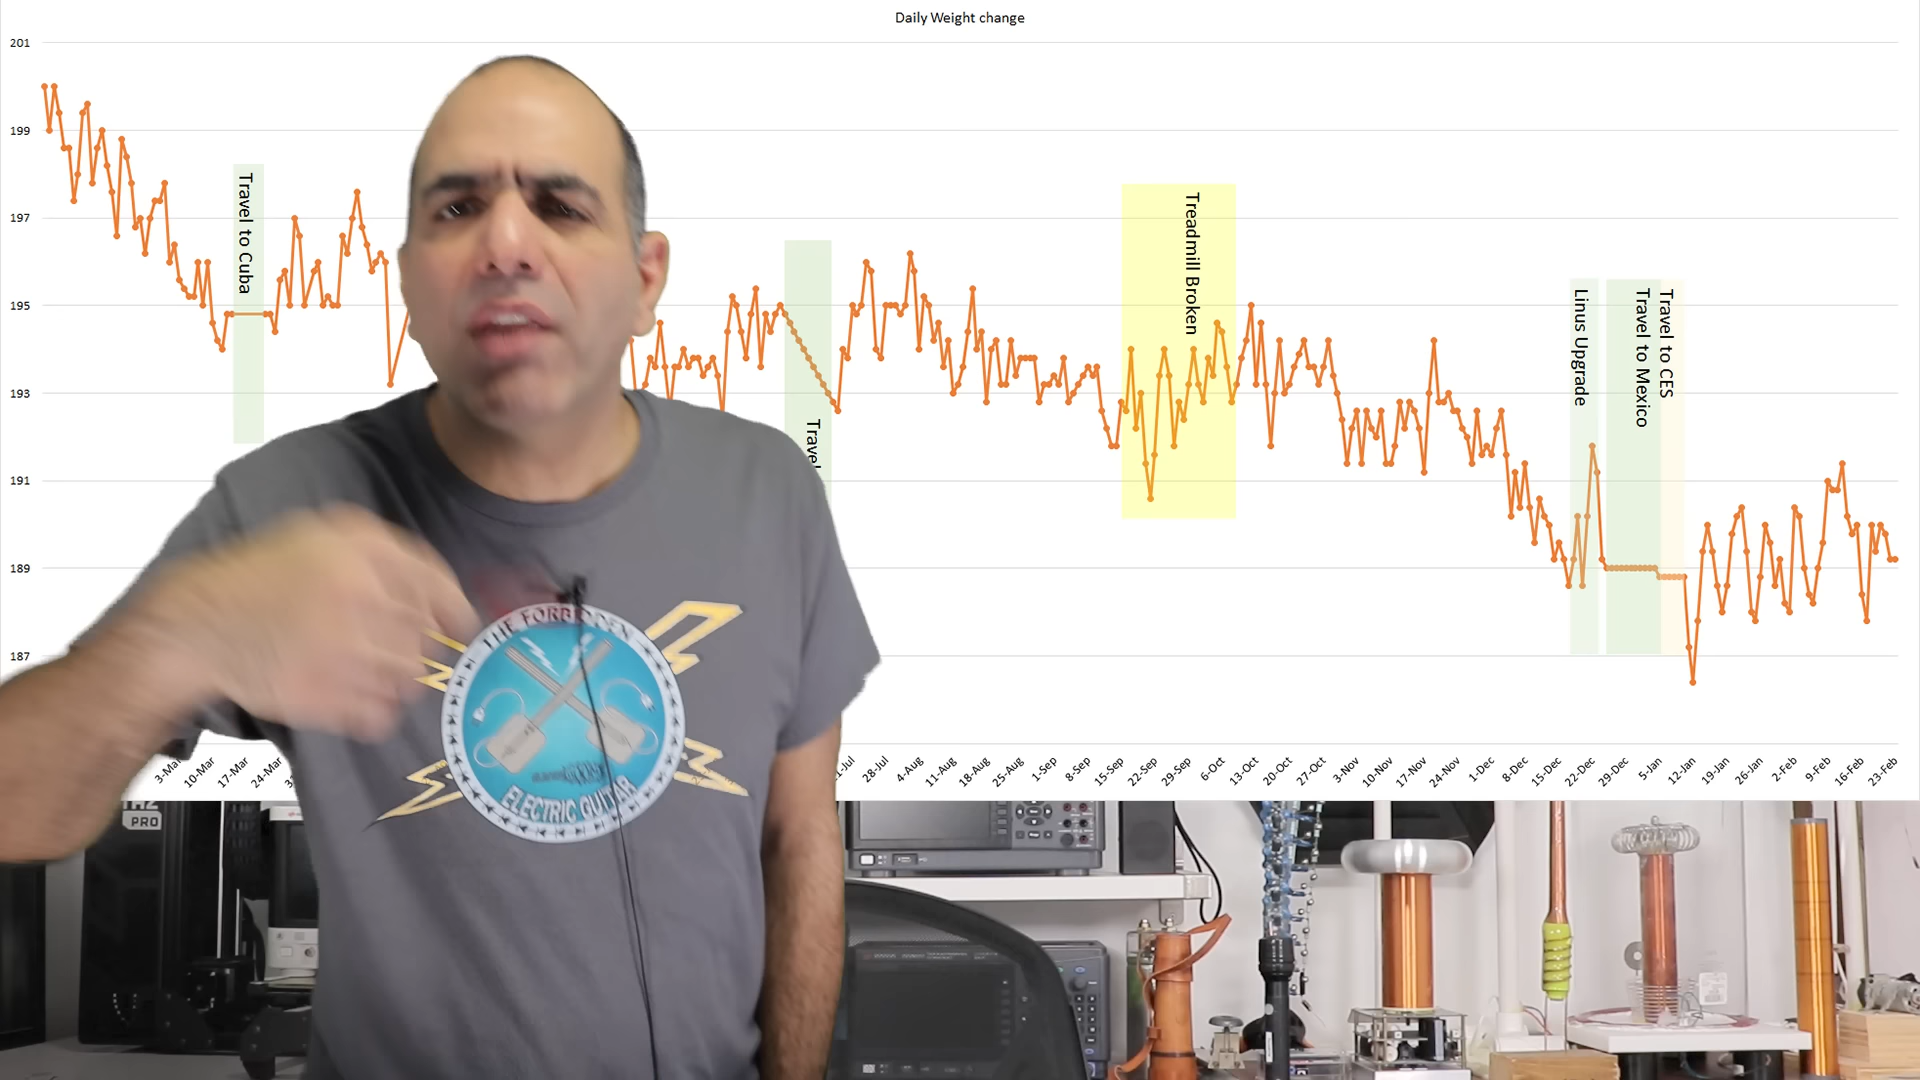 Daily Weight change
201
199
197
195
193
191
189
187
Travel to Cuba
Travel
Treadmill Broken
Linus Upgrade
Travel to Mexico
Travel to CES
3-Mar
10-Mar
17-Mar
24-Mar
28-Jul
4-Aug
11-Aug
18-Aug
25-Aug
1-Sep
8-Sep
15-Sep
22-Sep
29-Sep
6-Oct
13-Oct
20-Oct
27-Oct
3-Nov
10-Nov
17-Nov
24-Nov
1-Dec
8-Dec
15-Dec
22-Dec
29-Dec
5-Jan
12-Jan
19-Jan
26-Jan
2-Feb
9-Feb
16-Feb
23-Feb
THE FORBIDDEN
ELECTRIC GUITAR
PRO